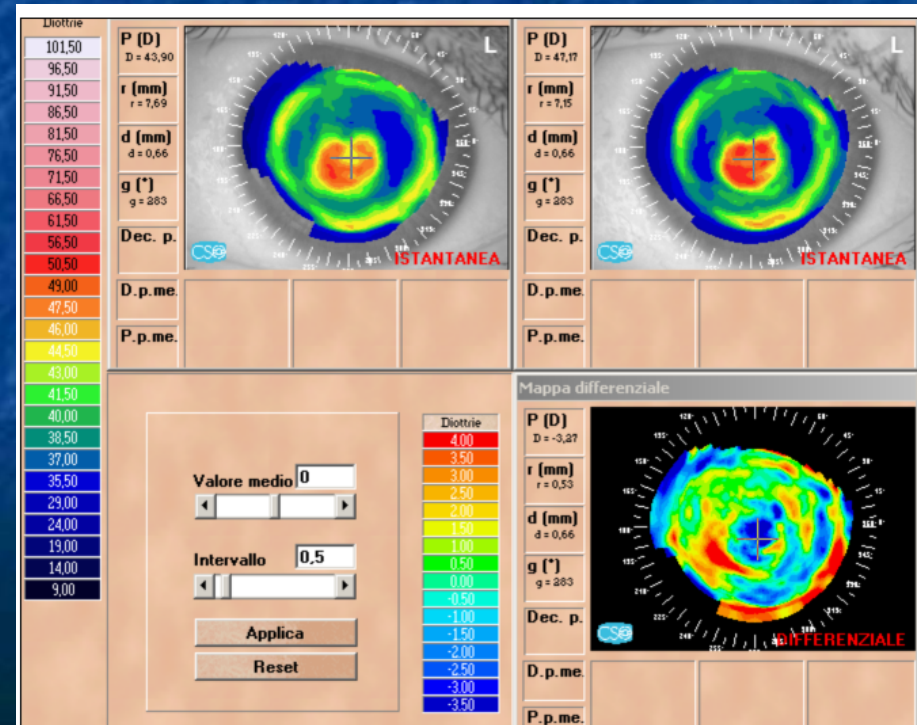 Diottrie
101,50
96,50
91,50
86,50
81,50
76,50
71,50
66,50
61,50
56,50
50,50
49,00
47,50
46,00
44,50
43,00
41,50
40,00
38,50
37,00
35,50
29,00
24,00
19,00
14,00
9,00
P (D)
D = 43,90
r (mm)
r = 7,69
d (mm)
d = 0,66
g (°)
g = 283
Dec. p.
D.p.me.
P.p.me.
L
CSO
ISTANTANEA
P (D)
D = 47,17
r (mm)
r = 7,15
d (mm)
d = 0,66
g (°)
g = 283
Dec. p.
D.p.me.
P.p.me.
L
CSO
ISTANTANEA
Valore medio 0
Intervallo 0,5
Applica
Reset
Diottrie
4.00
3.50
3.00
2.50
2.00
1.50
1.00
0.50
0.00
-0.50
-1.00
-1.50
-2.00
-2.50
-3.00
-3.50
Mappa differenziale
P (D)
D = -3,27
r (mm)
r = 0,53
d (mm)
d = 0,66
g (°)
g = 283
Dec. p.
D.p.me.
P.p.me.
CSO
DIFFERENZIALE